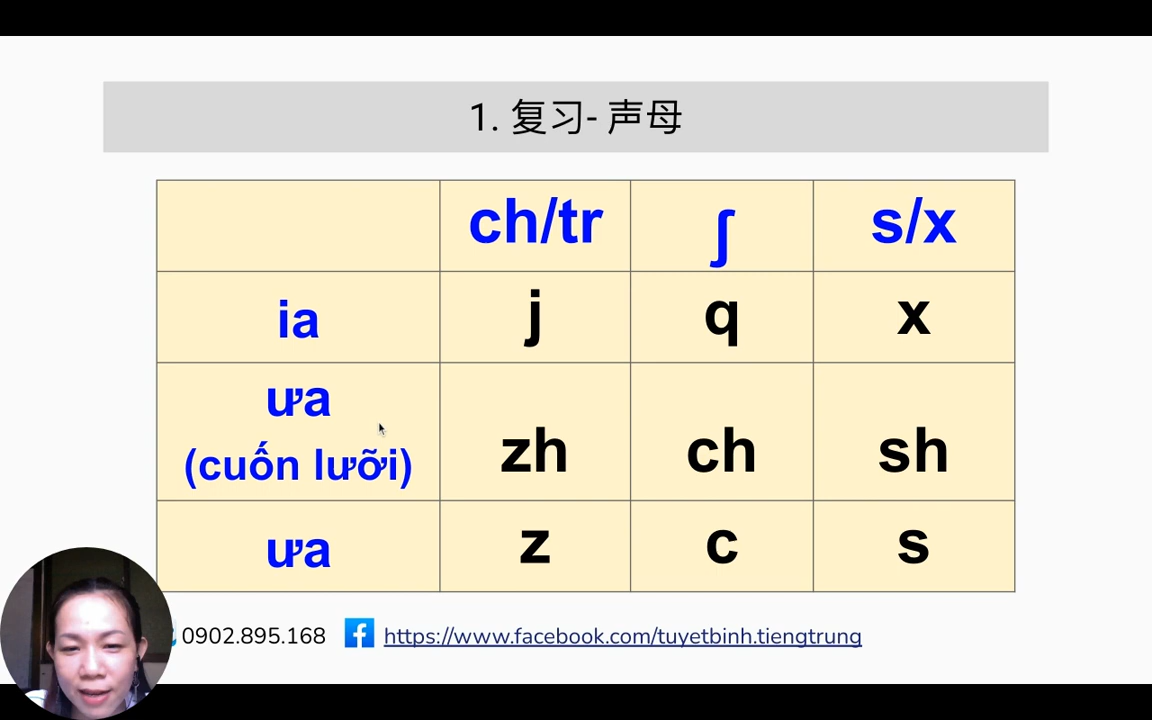 1. 复习- 声母
ch/tr ʃ s/x
ia j q x
ưa
(cuốn lưỡi) zh ch sh
ưa z c s
0902.895.168 https://www.facebook.com/tuyetbinh.tiengtrung